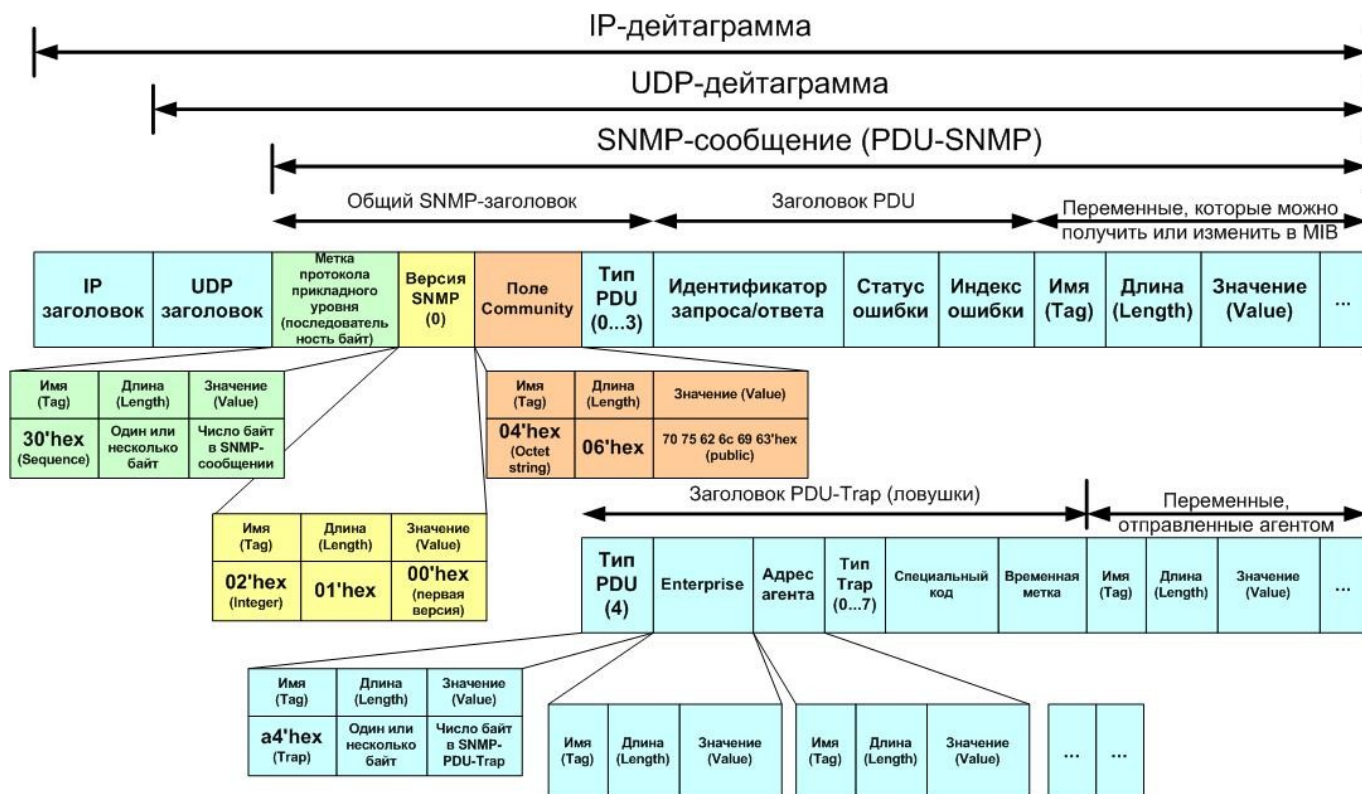 IP-дейтаграмма
UDP-дейтаграмма
SNMP-сообщение (PDU-SNMP)
Общий SNMP-заголовок
Заголовок PDU
Переменные, которые можно
получить или изменить в MIB
IP
заголовок
UDP
заголовок
Метка
протокола
прикладного
уровня
(последователь
ность байт)
Версия
SNMP
(0)
Поле
Community
Тип
PDU
(0...3)
Идентификатор
запроса/ответа
Статус
ошибки
Индекс
ошибки
Имя
(Tag)
Длина
(Length)
Значение
(Value)
...
Имя
(Tag)
Длина
(Length)
Значение
(Value)
30'hex
(Sequence)
Один или
несколько
байт
Число байт
в SNMP-
сообщении
Имя
(Tag)
Длина
(Length)
Значение (Value)
04'hex
(Octet
string)
06'hex
70 75 62 6c 69 63'hex
(public)
Имя
(Tag)
Длина
(Length)
Значение
(Value)
02'hex
(Integer)
01'hex
00'hex
(первая
версия)
Заголовок PDU-Trap (ловушки)
Переменные,
отправленные агентом
Тип
PDU
(4)
Enterprise
Адрес
агента
Тип
Trap
(0...7)
Специальный
код
Временная
метка
Имя
(Tag)
Длина
(Length)
Значение
(Value)
...
Имя
(Tag)
Длина
(Length)
Значение
(Value)
a4'hex
(Trap)
Один или
несколько
байт
Число байт
в SNMP-
PDU-Trap
Имя
(Tag)
Длина
(Length)
Значение
(Value)
Имя
(Tag)
Длина
(Length)
Значение
(Value)
...
...